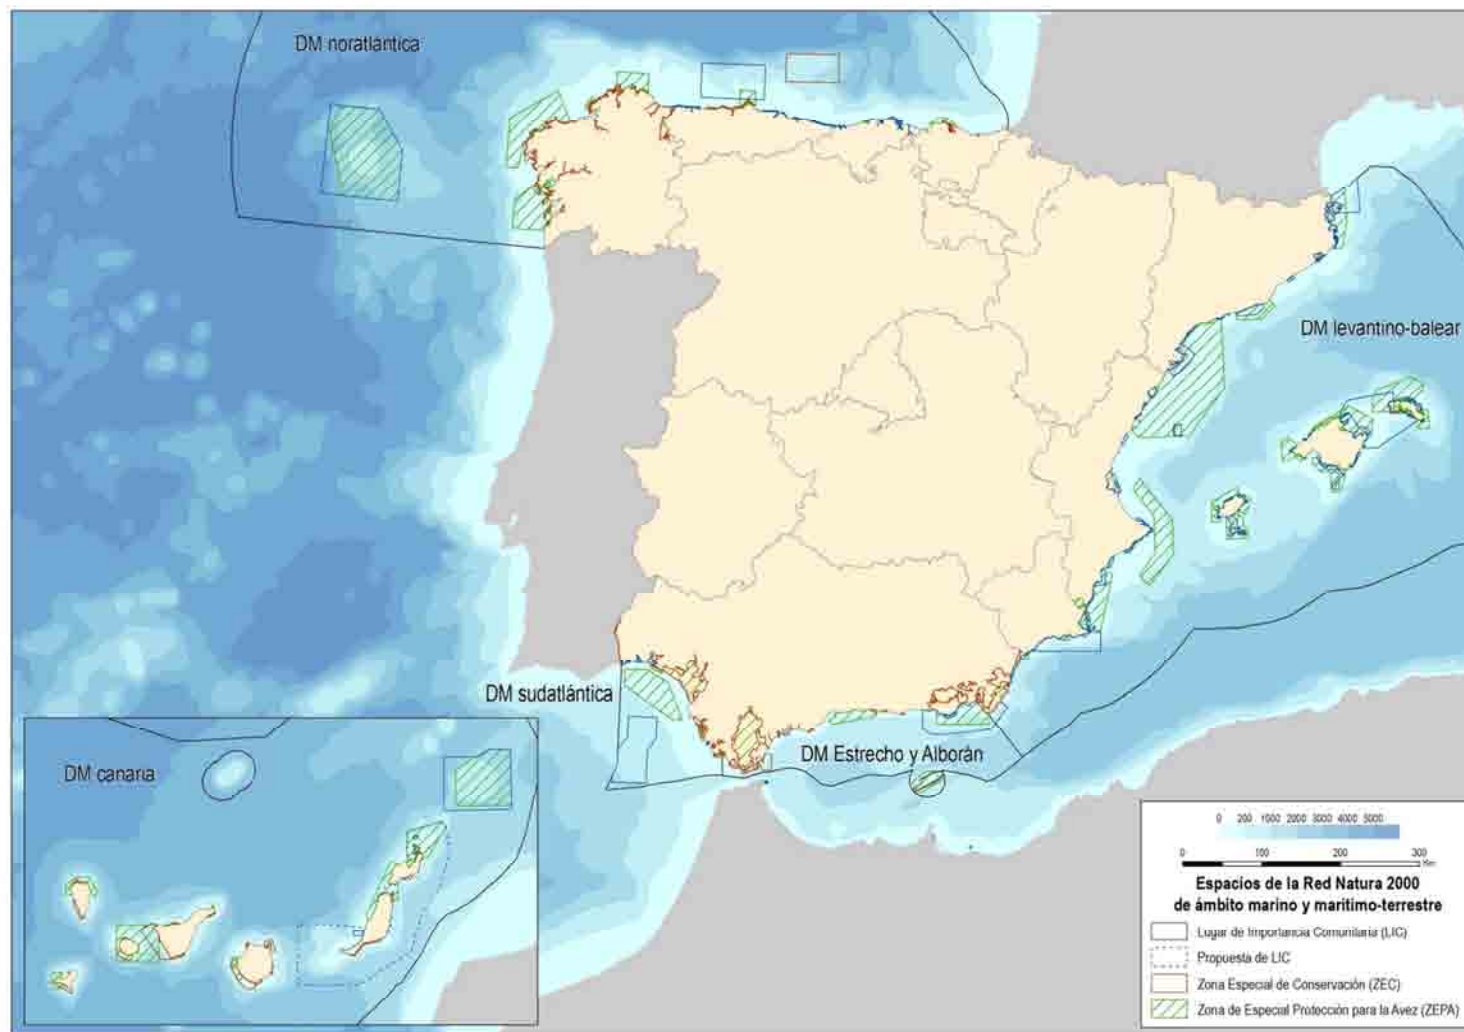 DM noratlántica
DM levantino-balear
DM sudatlántica
DM Estrecho y Alborán
DM canaria
0 200 1000 2000 3000 4000 5000
0 100 200 300
Km
Espacios de la Red Natura 2000
de ámbito marino y marítimo-terrestre
Lugar de Importancia Comunitaria (LIC)
Propuesta de LIC
Zona Especial de Conservación (ZEC)
Zona de Especial Protección para la Avez (ZEPA)